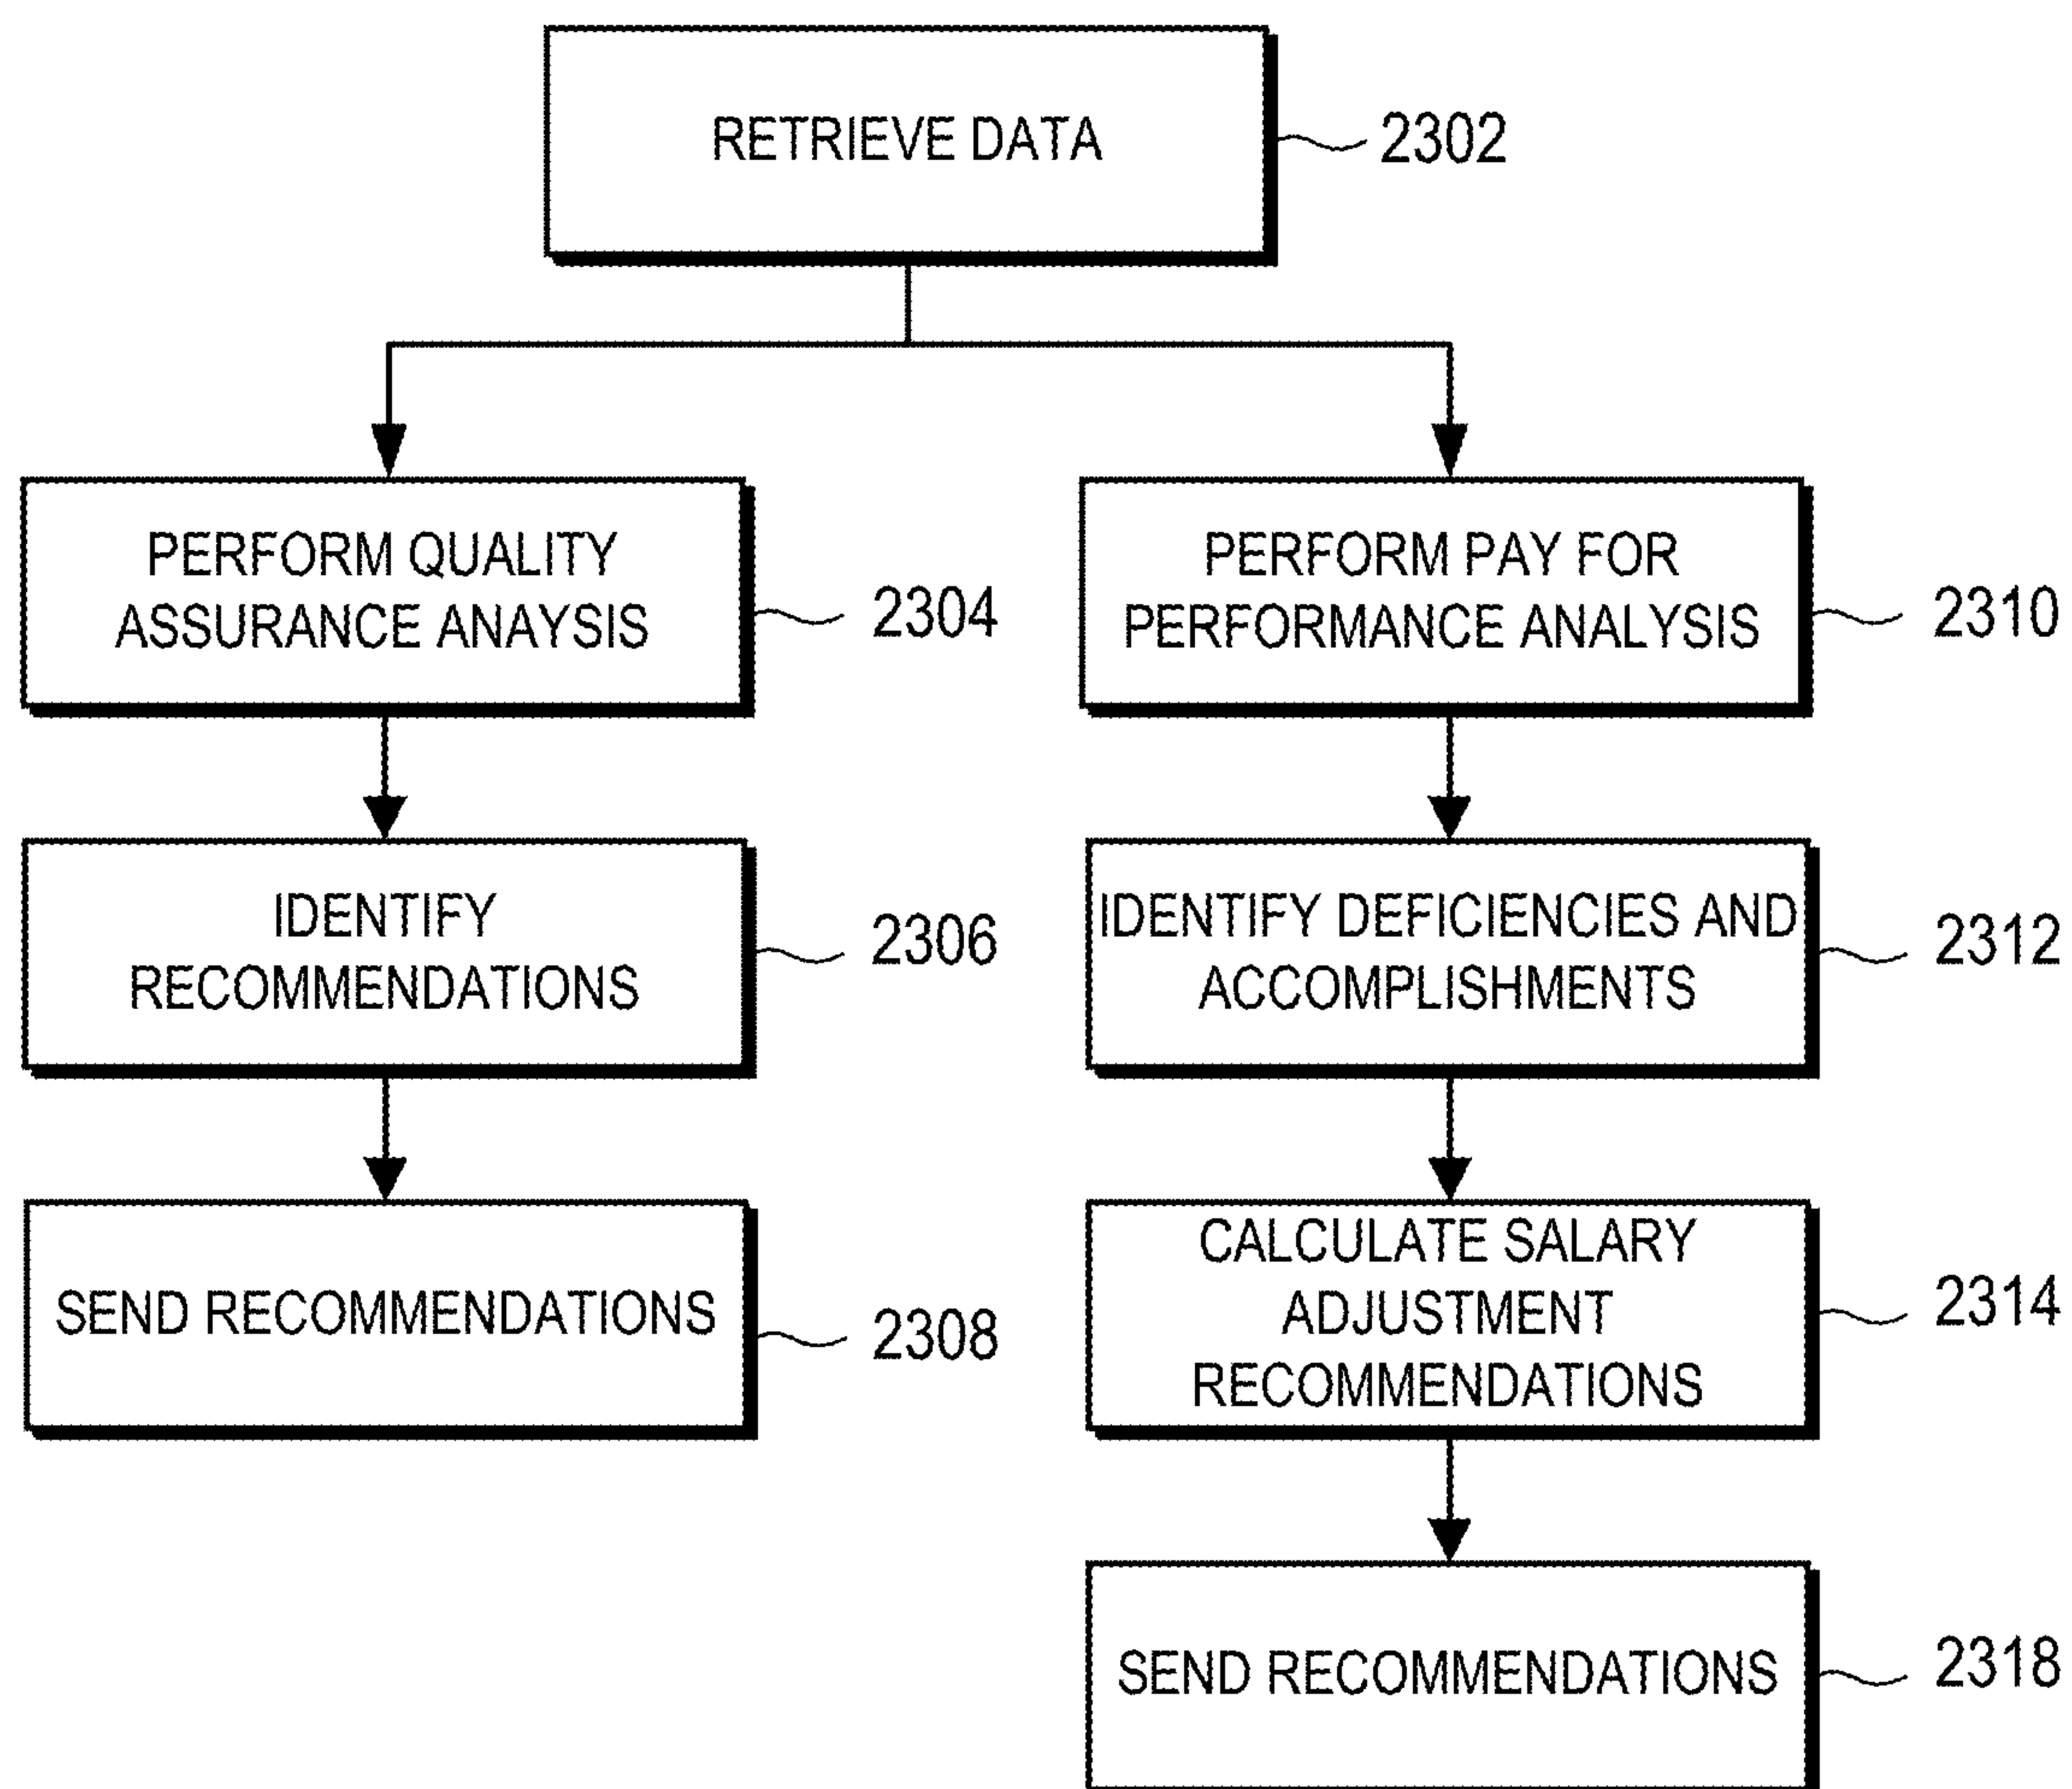 RETRIEVE DATA
2302
PERFORM QUALITY
ASSURANCE ANAYSIS
2304
PERFORM PAY FOR
PERFORMANCE ANALYSIS
2310
IDENTIFY
RECOMMENDATIONS
2306
IDENTIFY DEFICIENCIES AND
ACCOMPLISHMENTS
2312
SEND RECOMMENDATIONS
2308
CALCULATE SALARY
ADJUSTMENT
RECOMMENDATIONS
2314
SEND RECOMMENDATIONS
2318